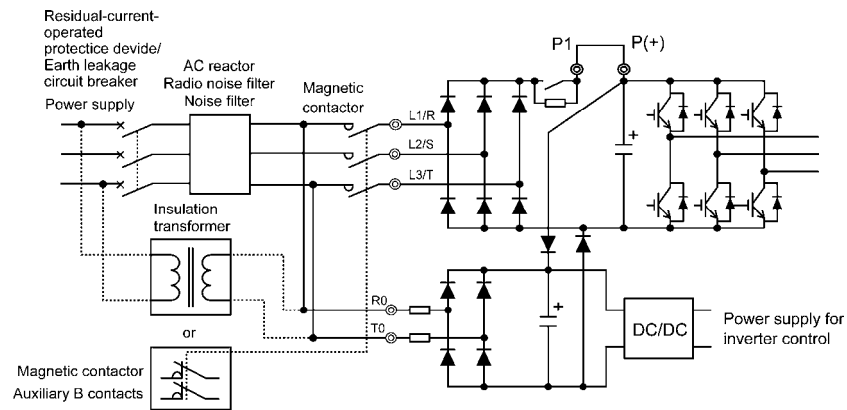 Residual-current-
operated
protectice devide/
Earth leakage
circuit breaker
Power supply
AC reactor
Radio noise filter
Noise filter
Magnetic
contactor
L1/R
L2/S
L3/T
P1
P(+)
+
Insulation
transformer
or
Magnetic contactor
Auxiliary B contacts
R0
T0
+
DC/DC
Power supply for
inverter control